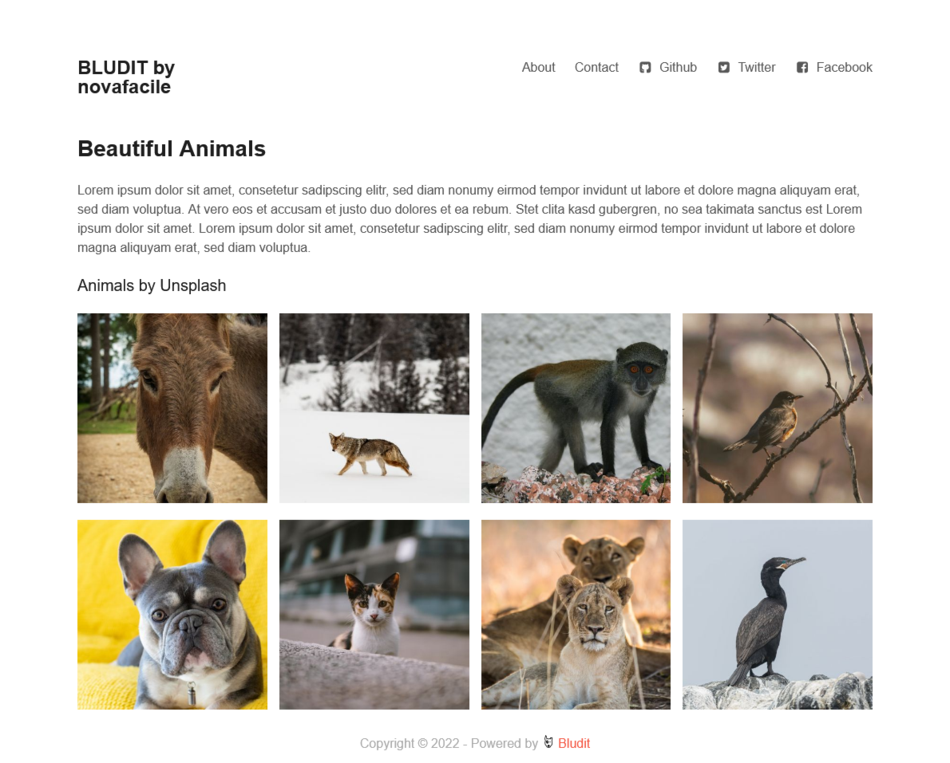 BLUDIT by
novafacile
About Contact Github Twitter Facebook
Beautiful Animals
Lorem ipsum dolor sit amet, consetetur sadipscing elitr, sed diam nonumy eirmod tempor invidunt ut labore et dolore magna aliquyam erat,
sed diam voluptua. At vero eos et accusam et justo duo dolores et ea rebum. Stet clita kasd gubergren, no sea takimata sanctus est Lorem
ipsum dolor sit amet. Lorem ipsum dolor sit amet, consetetur sadipscing elitr, sed diam nonumy eirmod tempor invidunt ut labore et dolore
magna aliquyam erat, sed diam voluptua.
Animals by Unsplash
Copyright © 2022 - Powered by Bludit